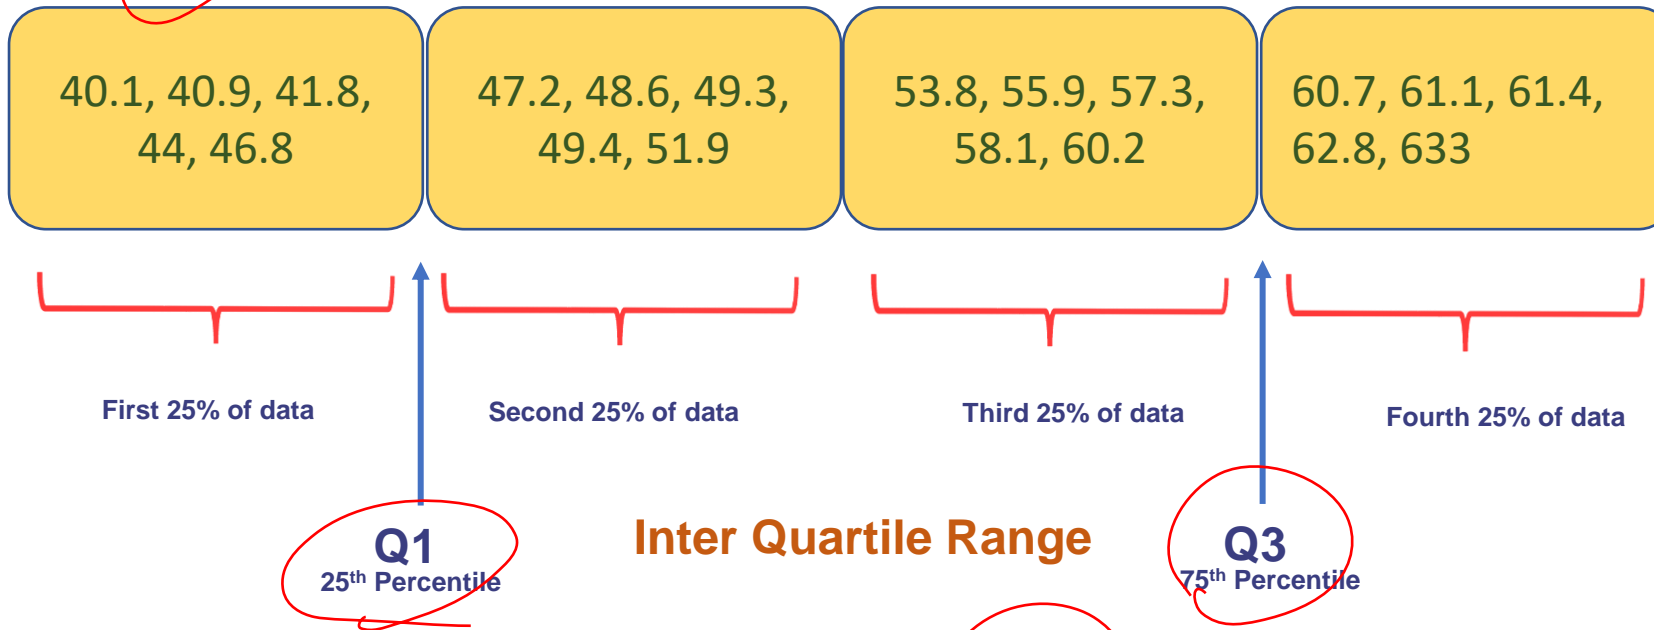 40.1, 40.9, 41.8,
44, 46.8
47.2, 48.6, 49.3,
49.4, 51.9
53.8, 55.9, 57.3,
58.1, 60.2
60.7, 61.1, 61.4,
62.8, 633
First 25% of data
Second 25% of data
Third 25% of data
Fourth 25% of data
Q1
25th Percentile
Inter Quartile Range
Q3
75th Percentile